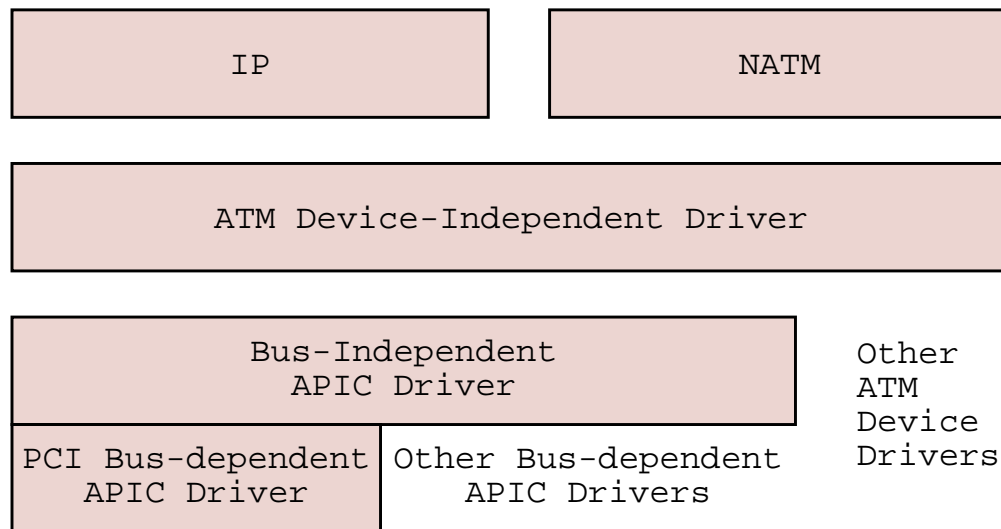 IP
NATM
ATM Device-Independent Driver
Bus-Independent
APIC Driver
Other
ATM
Device
Drivers
PCI Bus-dependent
APIC Driver
Other Bus-dependent
APIC Drivers